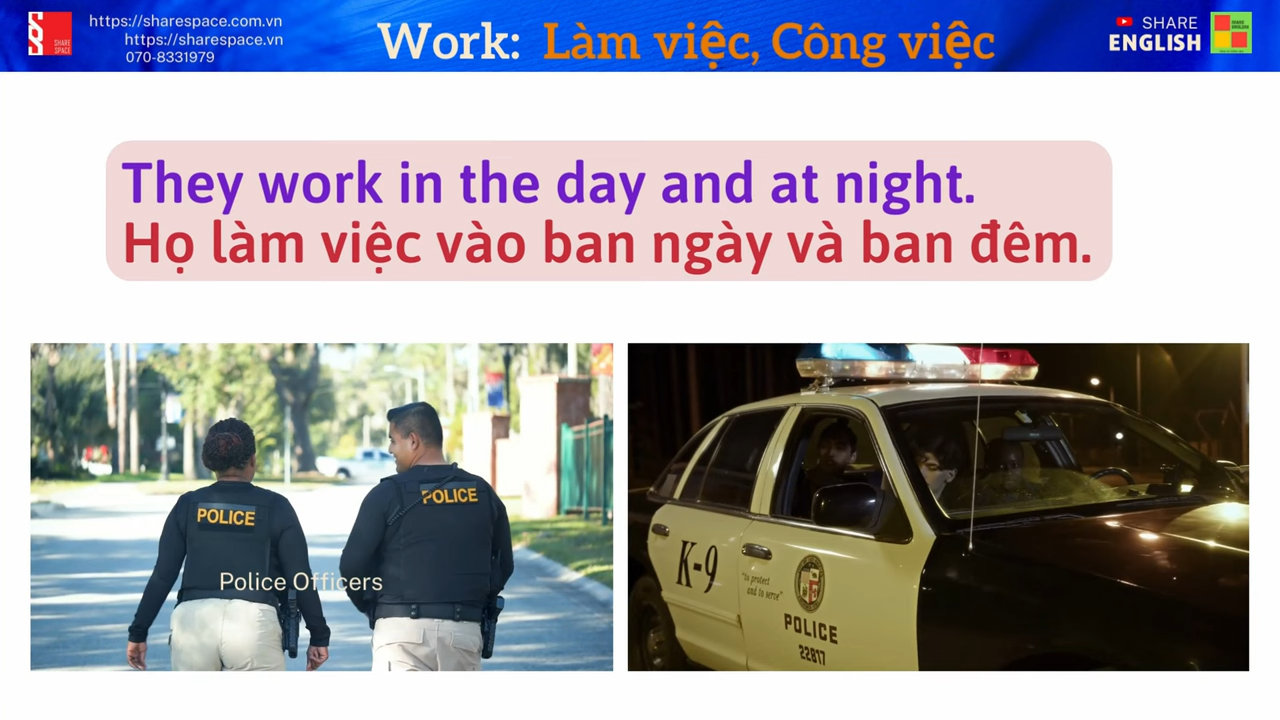 SHARE
SPACE
https://sharespace.com.vn
https://sharespace.vn
070-8331979
Work: Làm việc, Công việc
SHARE
ENGLISH
They work in the day and at night.
Họ làm việc vào ban ngày và ban đêm.
POLICE
POLICE
Police Officers
K-9
"to protect
and to serve"
POLICE
22817